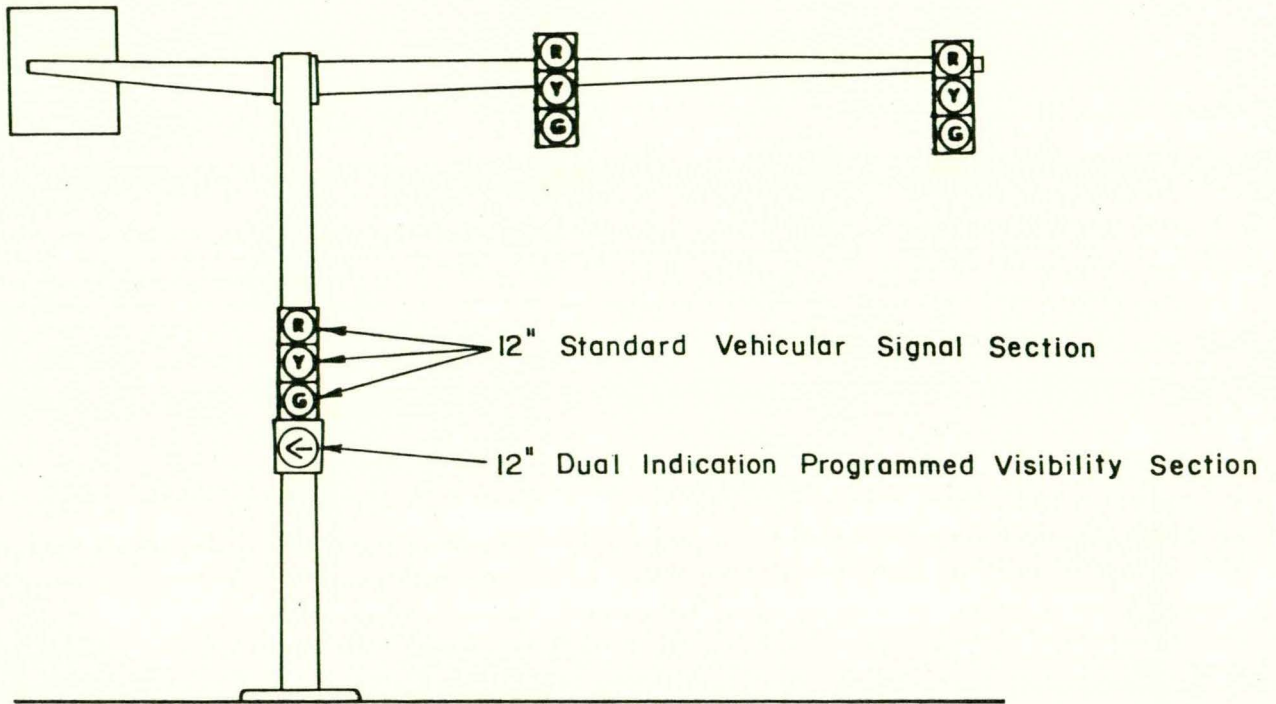 R
Y
G
R
Y
G
R
Y
G
12" Standard Vehicular Signal Section
12" Dual Indication Programmed Visibility Section